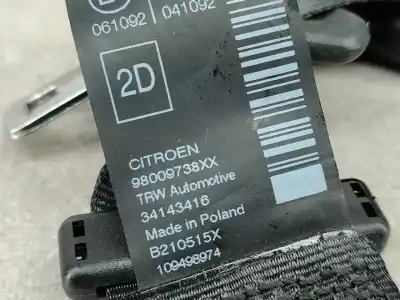 061092 041092
2D
CITROEN
98009738XX
TRW Automotive
34143416
Made in Poland
B210515X
109498974